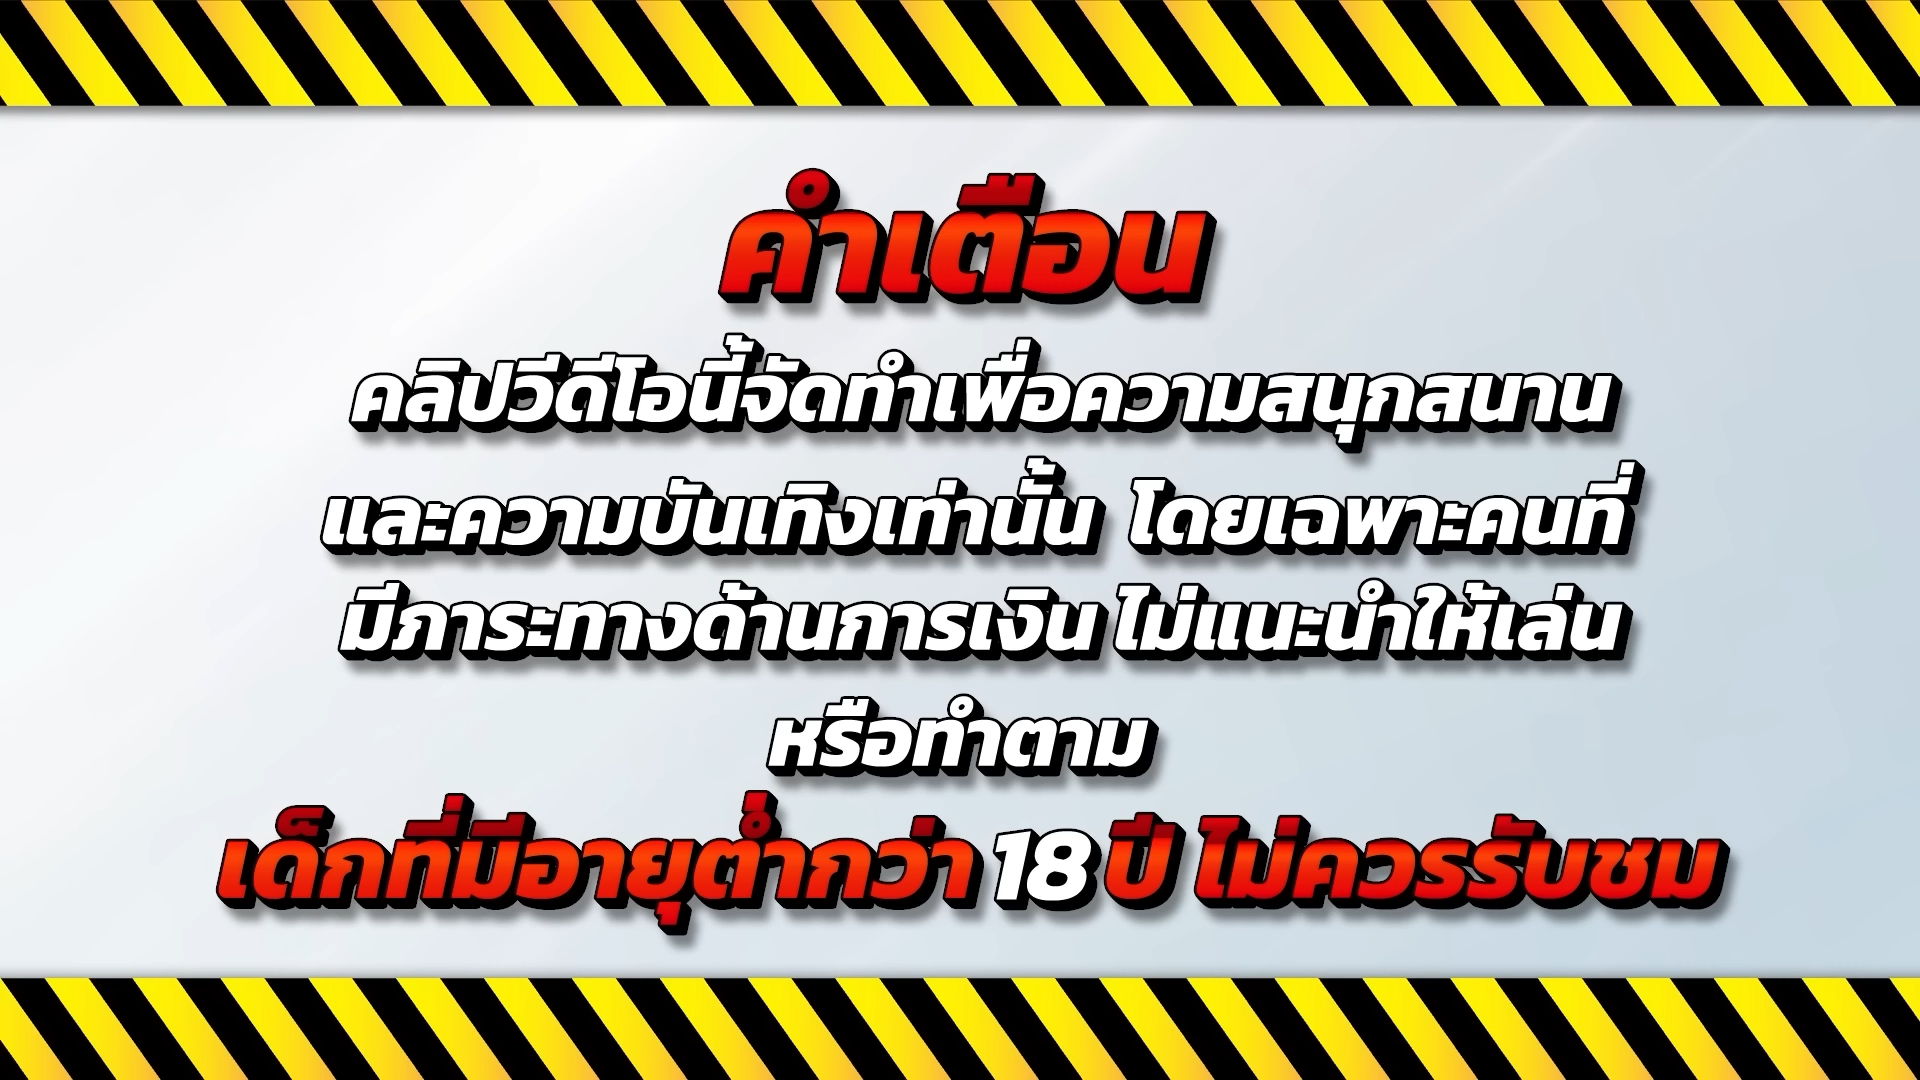 คำเตือน
คลิปวีดีโอนี้จัดทำเพื่อความสนุกสนาน
และความบันเทิงเท่านั้น โดยเฉพาะคนที่
มีภาระทางด้านการเงิน ไม่แนะนำให้เล่น
หรือทำตาม
เด็กที่มีอายุต่ำกว่า 18 ปี ไม่ควรรับชม